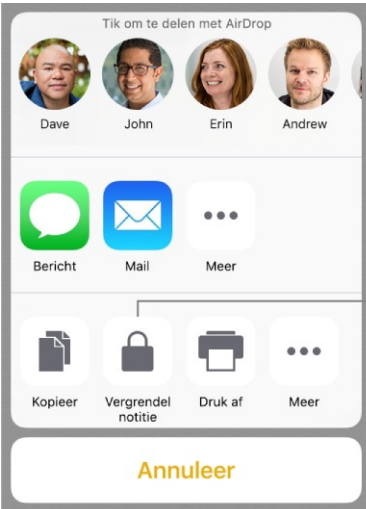 Tik om te delen met AirDrop
Dave John Erin Andrew
Bericht Mail Meer
Kopieer Vergrendel Druk af Meer
notitie
Annuleer